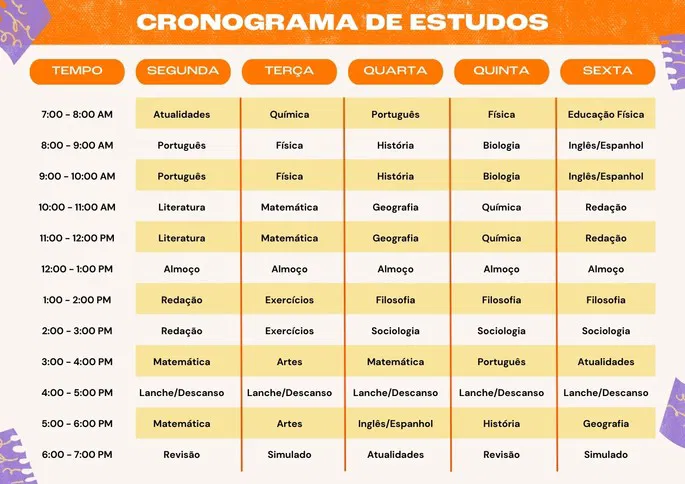 CRONOGRAMA DE ESTUDOS
TEMPO SEGUNDA TERÇA QUARTA QUINTA SEXTA
7:00 - 8:00 AM Atualidades Química Português Física Educação Física
8:00 - 9:00 AM Português Física História Biologia Inglês/Espanhol
9:00 - 10:00 AM Português Física História Biologia Inglês/Espanhol
10:00 - 11:00 AM Literatura Matemática Geografia Química Redação
11:00 - 12:00 PM Literatura Matemática Geografia Química Redação
12:00 - 1:00 PM Almoço Almoço Almoço Almoço Almoço
1:00 - 2:00 PM Redação Exercícios Filosofia Filosofia Filosofia
2:00 - 3:00 PM Redação Exercícios Sociologia Sociologia Sociologia
3:00 - 4:00 PM Matemática Artes Matemática Português Atualidades
4:00 - 5:00 PM Lanche/Descanso Lanche/Descanso Lanche/Descanso Lanche/Descanso Lanche/Descanso
5:00 - 6:00 PM Matemática Artes Inglês/Espanhol História Geografia
6:00 - 7:00 PM Revisão Simulado Atualidades Revisão Simulado